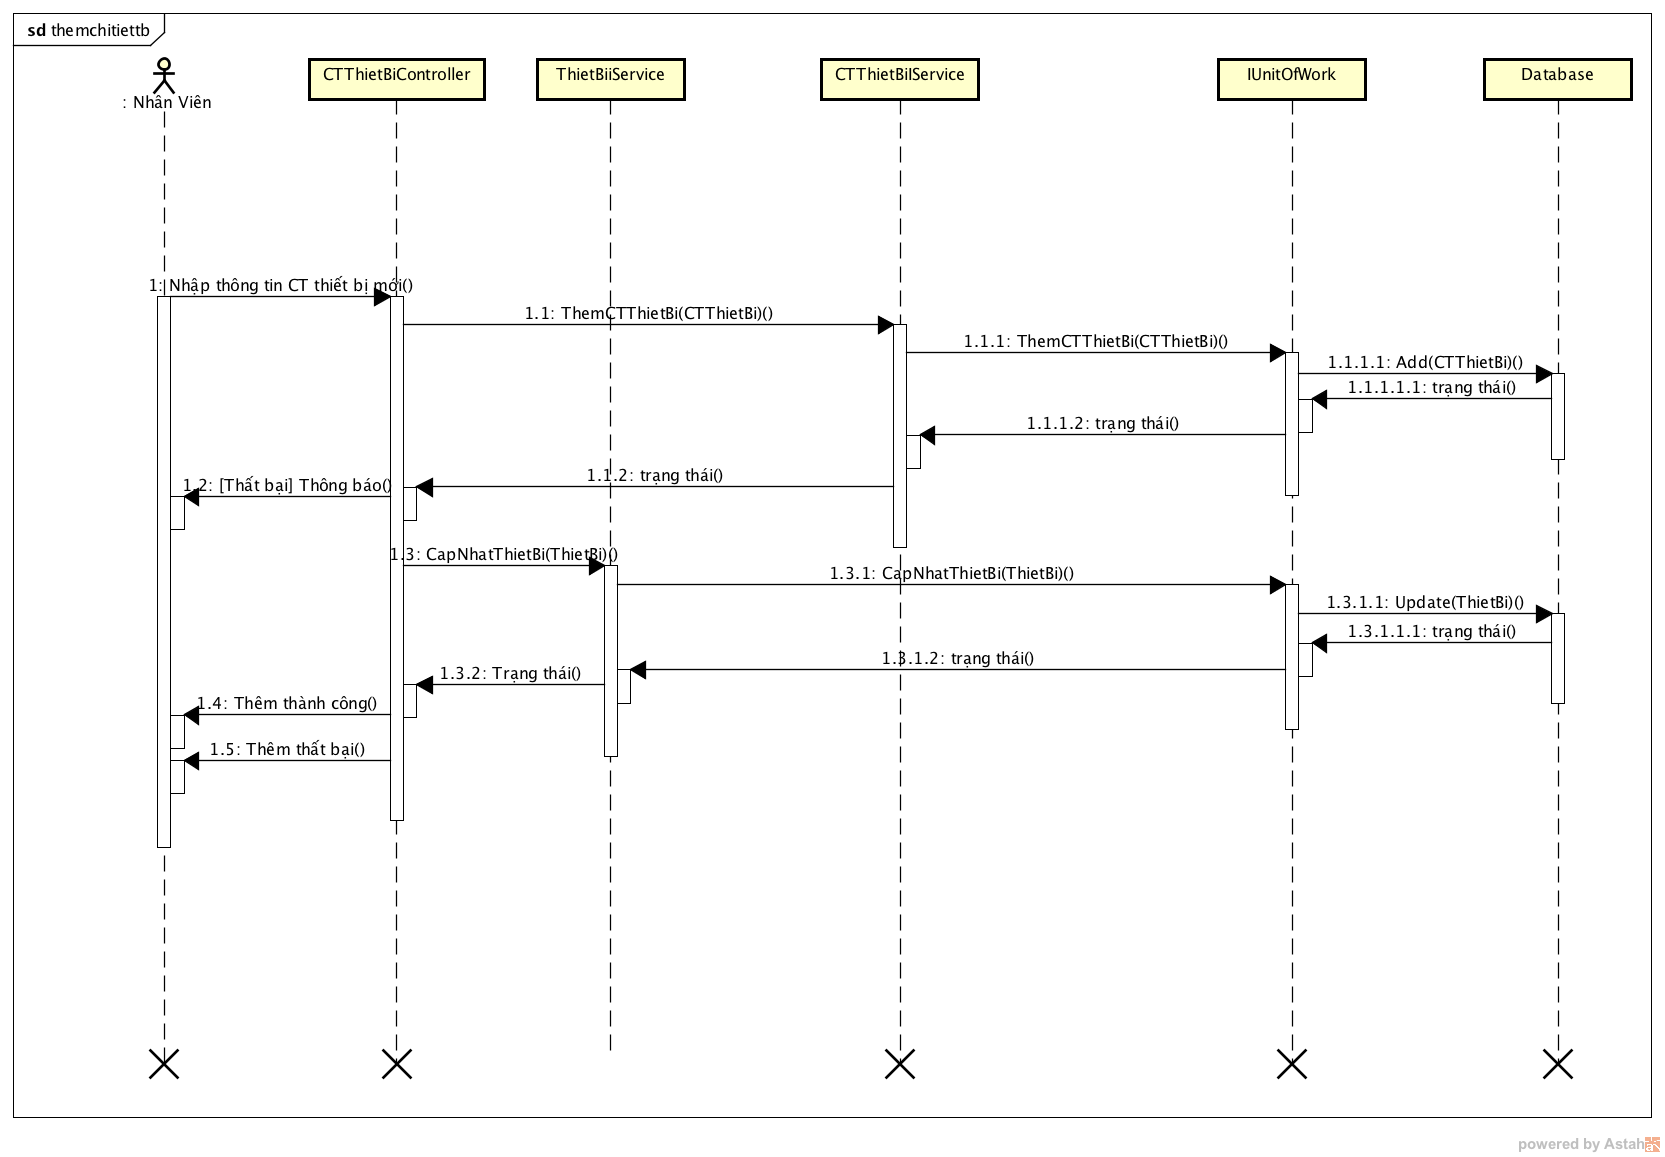 sd themchitiettb
: Nhân Viên
CTThietBiController
ThietBiiService
CTThietBiIService
IUnitOfWork
Database
1: Nhập thông tin CT thiết bị mới()
1.1: ThemCTThietBi(CTThietBi)()
1.1.1: ThemCTThietBi(CTThietBi)()
1.1.1.1: Add(CTThietBi)()
1.1.1.1.1: trạng thái()
1.1.1.2: trạng thái()
1.1.2: trạng thái()
1.2: [Thất bại] Thông báo()
1.3: CapNhatThietBi(ThietBi)()
1.3.1: CapNhatThietBi(ThietBi)()
1.3.1.1: Update(ThietBi)()
1.3.1.1.1: trạng thái()
1.3.1.2: trạng thái()
1.3.2: Trạng thái()
1.4: Thêm thành công()
1.5: Thêm thất bại()
powered by Astah